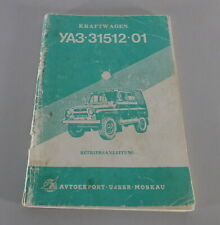 KRAFTWAGEN
УАЗ-31512-01
BETRIEBSANLEITUNG
AVTOEXPORT · UdSSR · MOSKAU